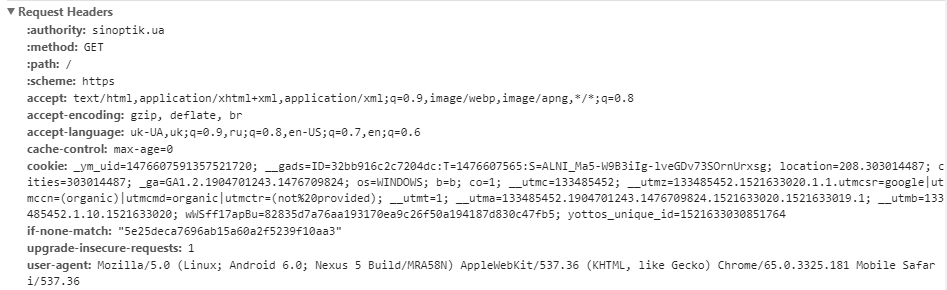 Request Headers
:authority: sinoptik.ua
:method: GET
:path: /
:scheme: https
accept: text/html,application/xhtml+xml,application/xml;q=0.9,image/webp,image/apng,*/*;q=0.8
accept-encoding: gzip, deflate, br
accept-language: uk-UA,uk;q=0.9,ru;q=0.8,en-US;q=0.7,en;q=0.6
cache-control: max-age=0
cookie: _ym_uid=1476607591357521720; __gads=ID=32bb916c2c7204dc:T=1476607565:S=ALNI_Ma5-W9B3iIg-lveGDv73SOrnUrxsg; location=208.303014487; c
ities=303014487; _ga=GA1.2.1904701243.1476709824; os=WINDOWS; b=b; co=1; __utmc=133485452; __utmz=133485452.1521633020.1.1.utmcsr=google|ut
mccn=(organic)|utmcmd=organic|utmctr=(not%20provided); __utmt=1; __utma=133485452.1904701243.1476709824.1521633020.1521633019.1; __utmb=133
485452.1.10.1521633020; wWSff17apBu=82835d7a76aa193170ea9c26f50a194187d830c47fb5; yottos_unique_id=1521633030851764
if-none-match: "5e25deca7696ab15a60a2f5239f10aa3"
upgrade-insecure-requests: 1
user-agent: Mozilla/5.0 (Linux; Android 6.0; Nexus 5 Build/MRA58N) AppleWebKit/537.36 (KHTML, like Gecko) Chrome/65.0.3325.181 Mobile Safar
i/537.36